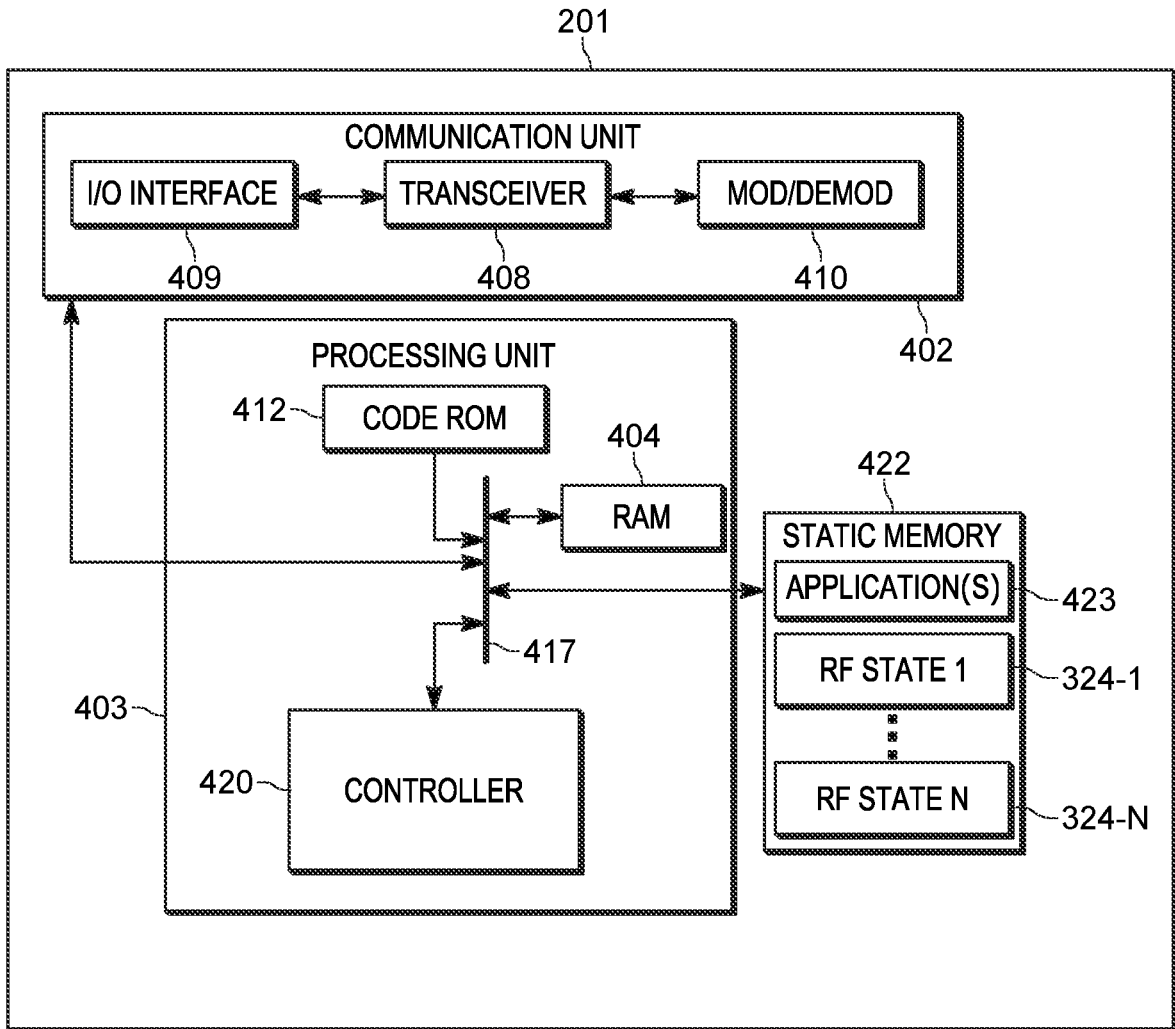 201
COMMUNICATION UNIT
I/O INTERFACE
TRANSCEIVER
MOD/DEMOD
409
408
410
402
PROCESSING UNIT
412
CODE ROM
404
RAM
422
STATIC MEMORY
APPLICATION(S)
423
417
RF STATE 1
324-1
403
420
CONTROLLER
RF STATE N
324-N